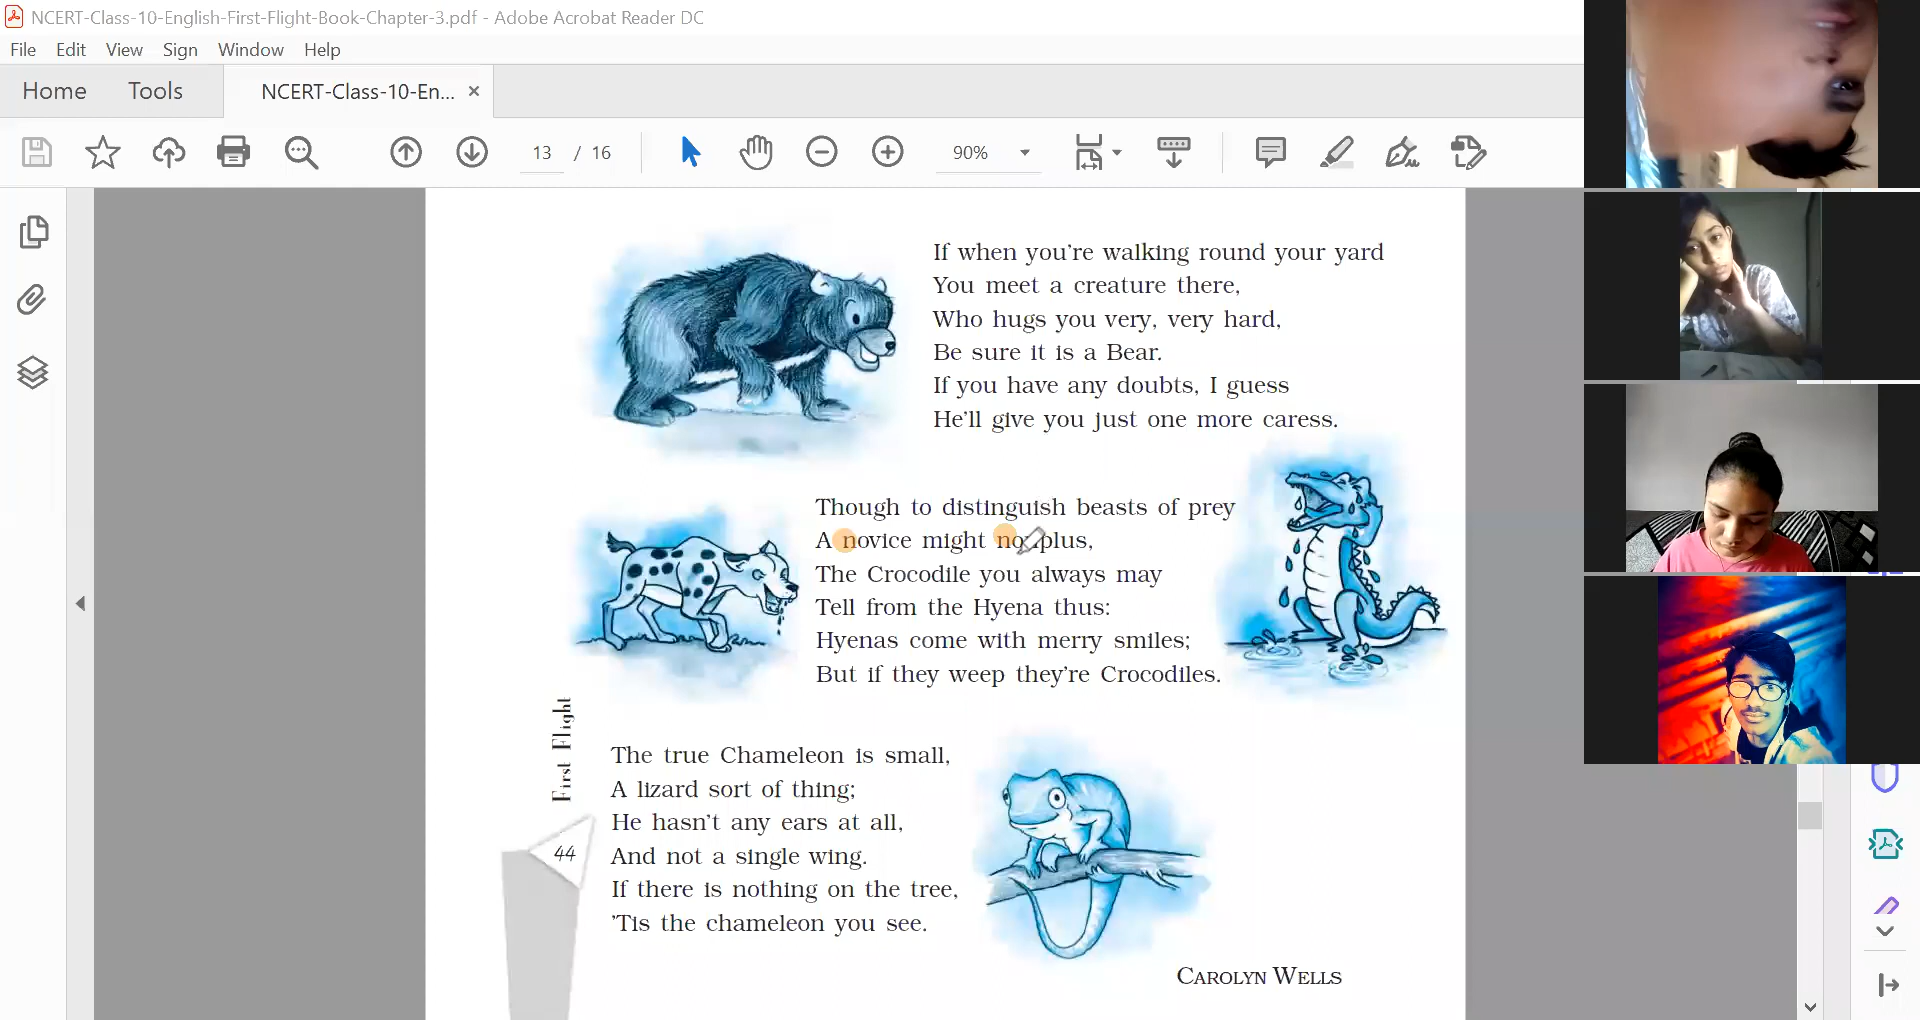 NCERT-Class-10-English-First-Flight-Book-Chapter-3.pdf - Adobe Acrobat Reader DC
File Edit View Sign Window Help
Home Tools NCERT-Class-10-En... ×
13 / 16 90%
If when you're walking round your yard
You meet a creature there,
Who hugs you very, very hard,
Be sure it is a Bear.
If you have any doubts, I guess
He'll give you just one more caress.
Though to distinguish beasts of prey
A novice might nonplus,
The Crocodile you always may
Tell from the Hyena thus:
Hyenas come with merry smiles;
But if they weep they're Crocodiles.
The true Chameleon is small,
A lizard sort of thing;
He hasn't any ears at all,
And not a single wing.
If there is nothing on the tree,
'Tis the chameleon you see.
CAROLYN WELLS
First Flight
44